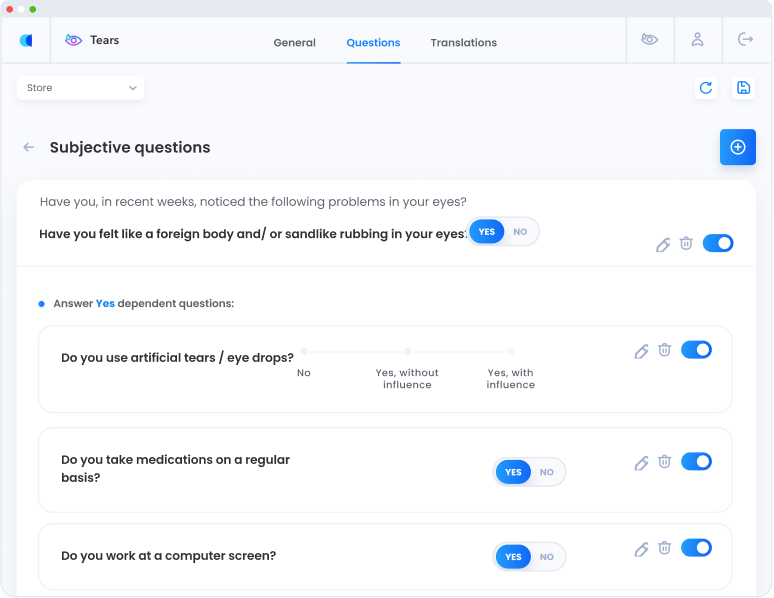 Tears
General
Questions
Translations
Store
Subjective questions
Have you, in recent weeks, noticed the following problems in your eyes?
Have you felt like a foreign body and/ or sandlike rubbing in your eyes?
YES NO
Answer Yes dependent questions:
Do you use artificial tears / eye drops?
No
Yes, without
influence
Yes, with
influence
Do you take medications on a regular
basis?
YES NO
Do you work at a computer screen?
YES NO